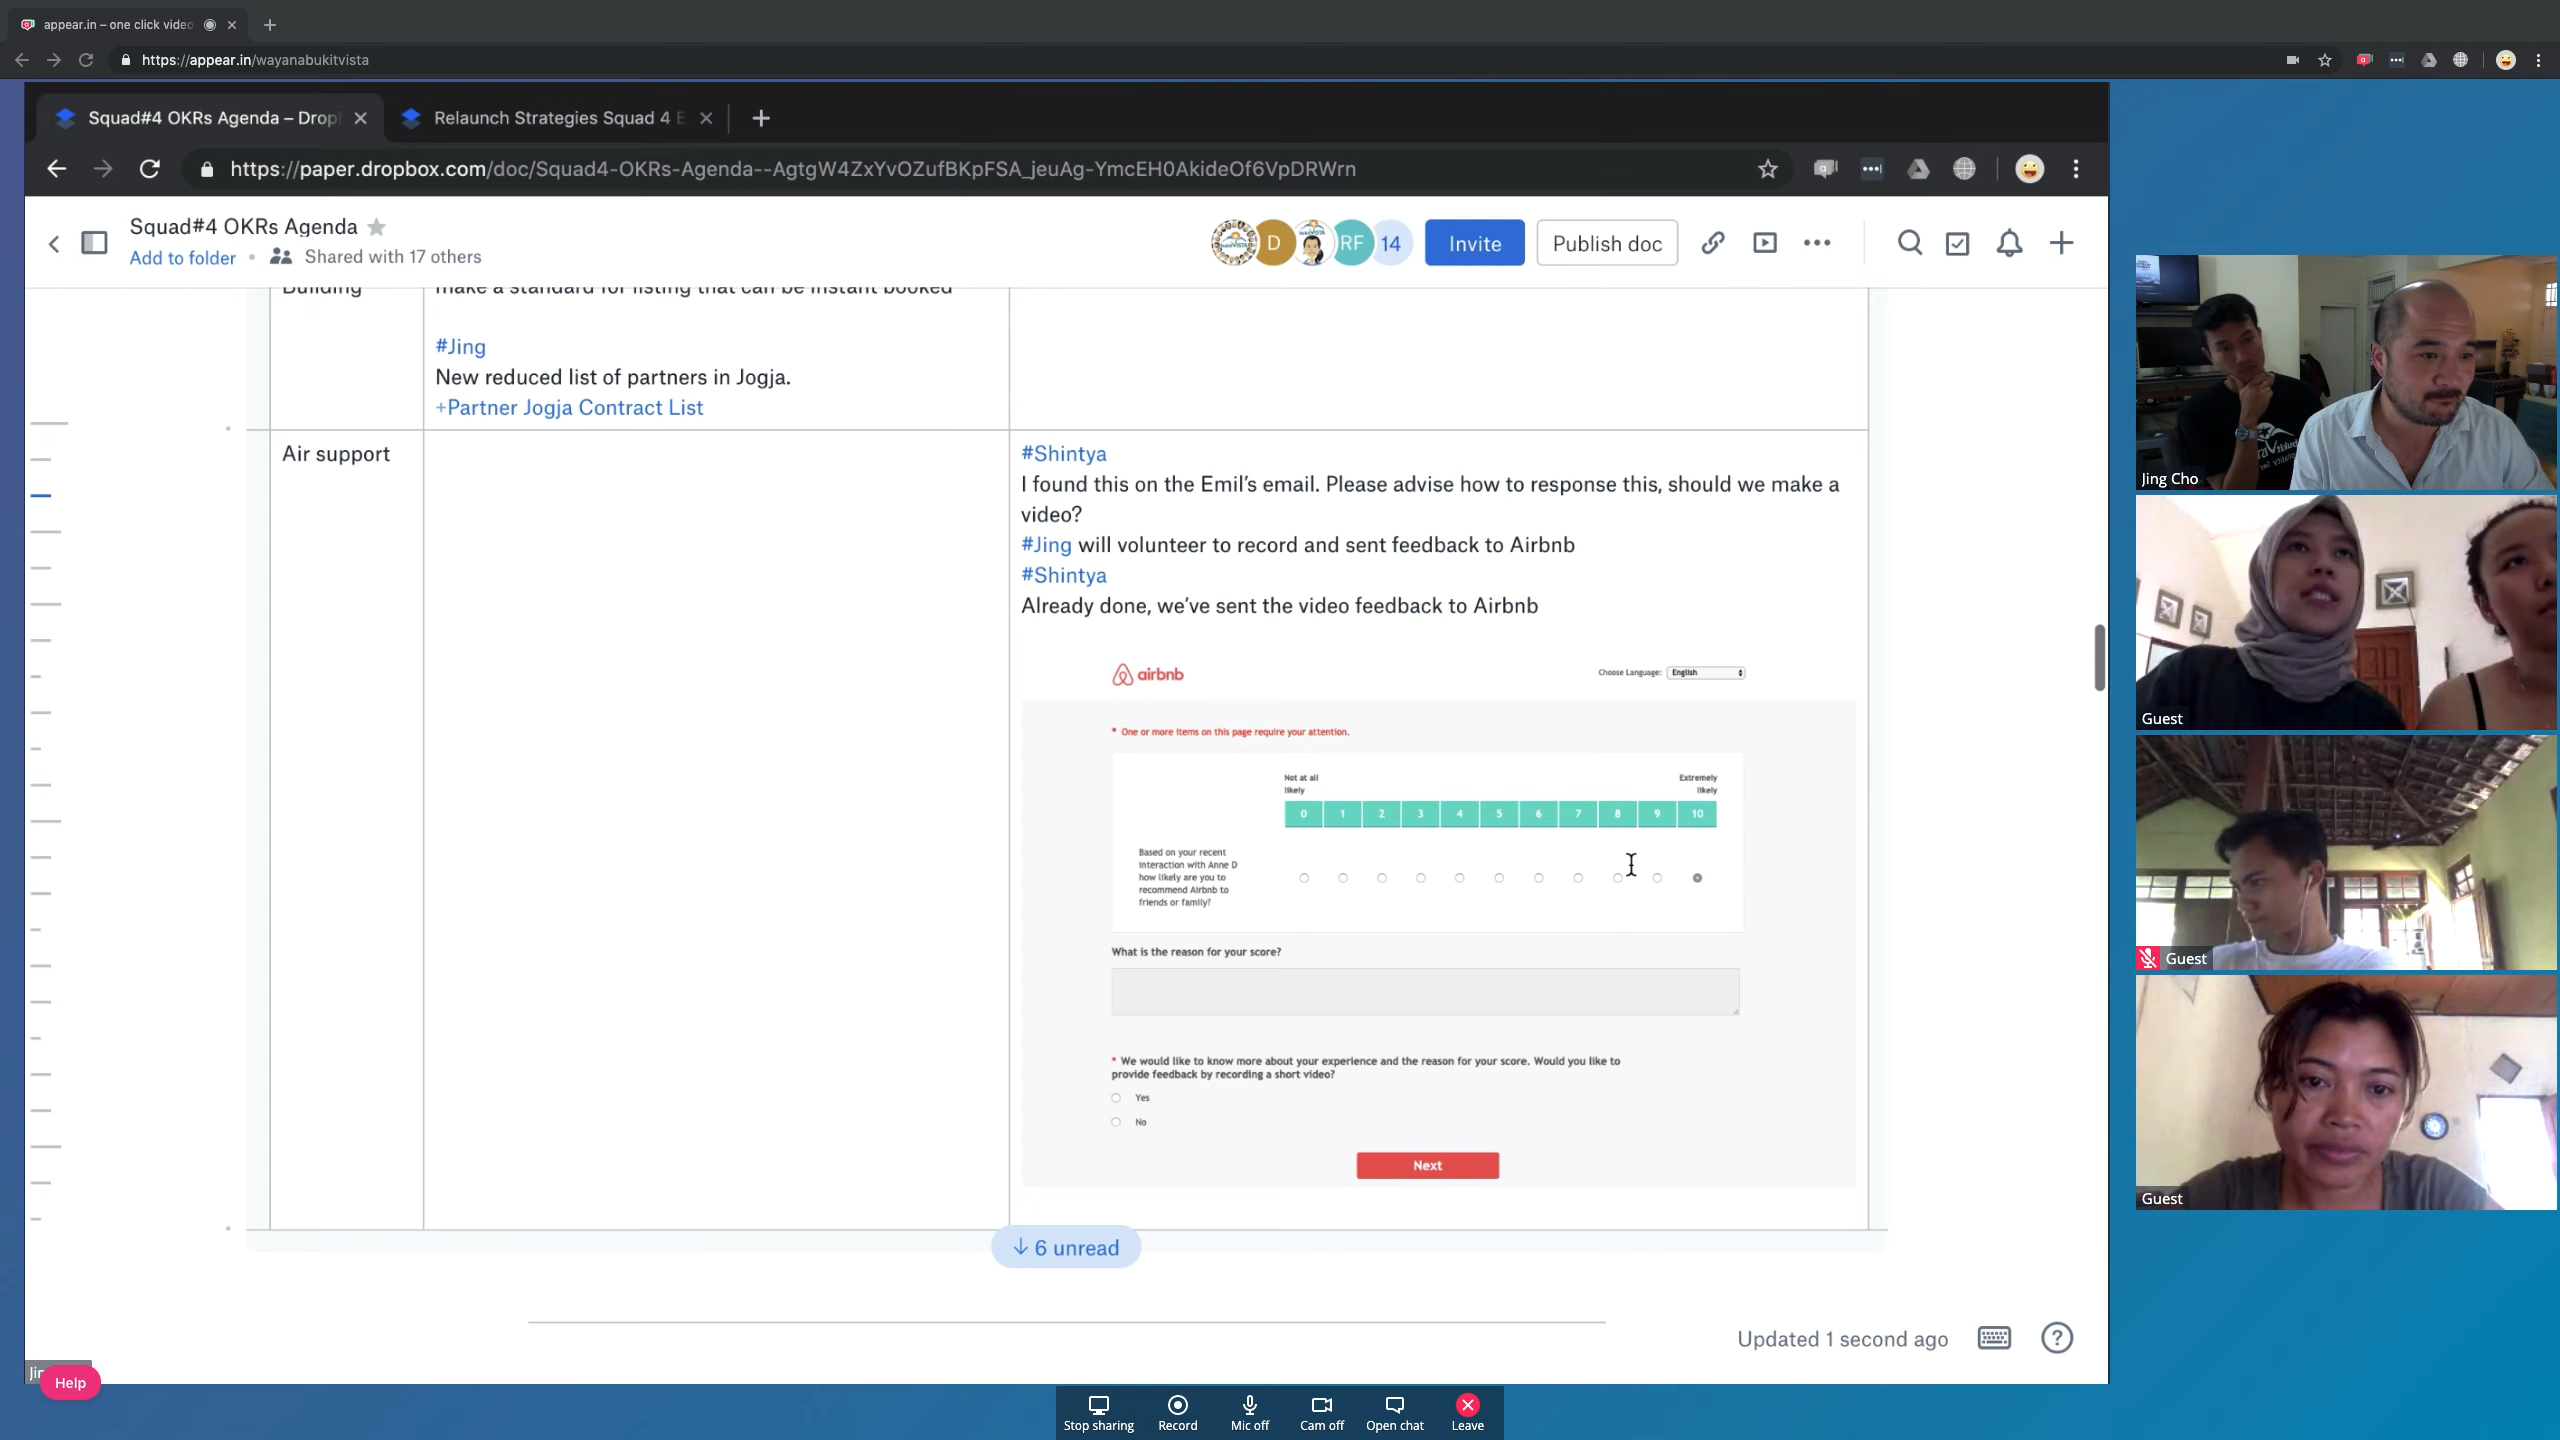 appear.in – one click video
https://appear.in/wayanabukitvista
Squad#4 OKRs Agenda – Drop
Relaunch Strategies Squad 4
https://paper.dropbox.com/doc/Squad4-OKRs-Agenda--AgtgW4ZxYvOZufBKpFSA_jeuAg-YmcEH0AkideOf6VpDRWrn
Squad#4 OKRs Agenda
Add to folder • Shared with 17 others
D
RF
14
Invite
Publish doc
Building
make a standard for listing that can be instant booked
#Jing
New reduced list of partners in Jogja.
+Partner Jogja Contract List
Air support
#Shintya
I found this on the Emil's email. Please advise how to response this, should we make a
video?
#Jing will volunteer to record and sent feedback to Airbnb
#Shintya
Already done, we've sent the video feedback to Airbnb
airbnb
Choose Language: English
* One or more items on this page require your attention.
Not at all
likely
Extremely
likely
0 1 2 3 4 5 6 7 8 9 10
Based on your recent
interaction with Anne D
how likely are you to
recommend Airbnb to
friends or family?
What is the reason for your score?
* We would like to know more about your experience and the reason for your score. Would you like to
provide feedback by recording a short video?
Yes
No
Next
↓ 6 unread
Updated 1 second ago
Help
Jing Cho
Guest
Guest
Guest
Stop sharing
Record
Mic off
Cam off
Open chat
Leave